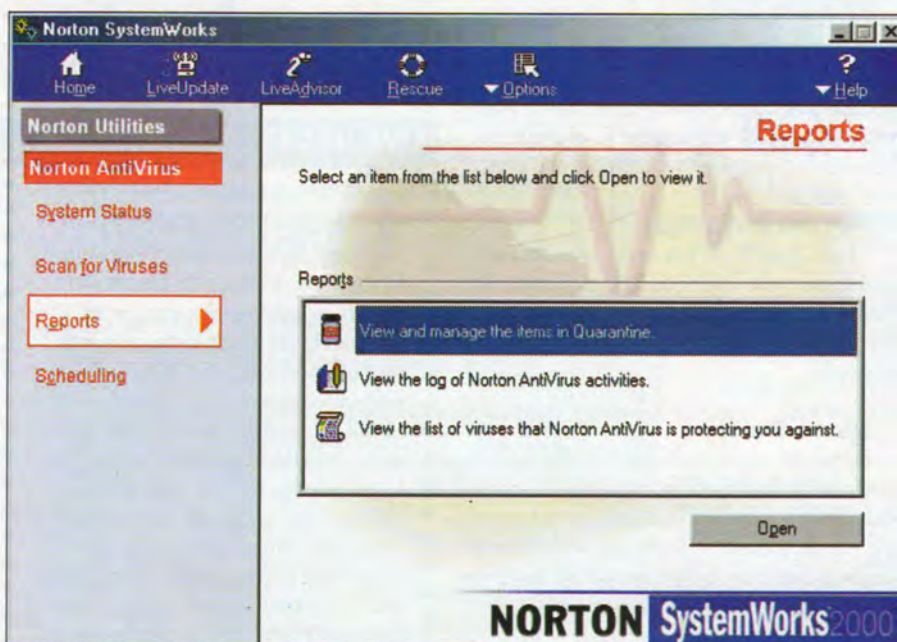 Norton SystemWorks
Home LiveUpdate LiveAdvisor Rescue Options ? Help
Norton Utilities
Norton AntiVirus
System Status
Scan for Viruses
Reports
Scheduling
Reports
Select an item from the list below and click Open to view it.
Reports
View and manage the items in Quarantine.
View the log of Norton AntiVirus activities.
View the list of viruses that Norton AntiVirus is protecting you against.
Open
NORTON SystemWorks 2000